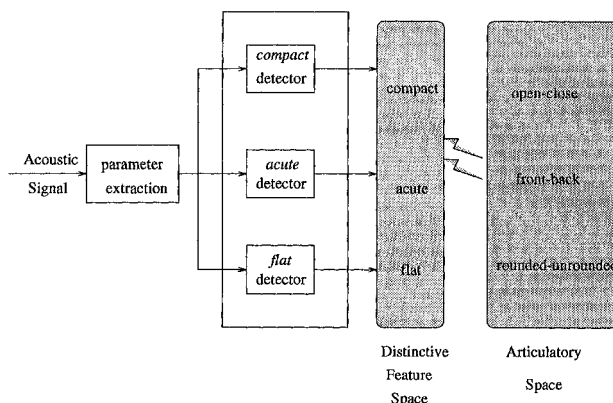 Acoustic
Signal
parameter
extraction
compact
detector
acute
detector
flat
detector
compact
acute
flat
open-close
front-back
rounded-unrounded
Distinctive
Feature
Space
Articulatory
Space